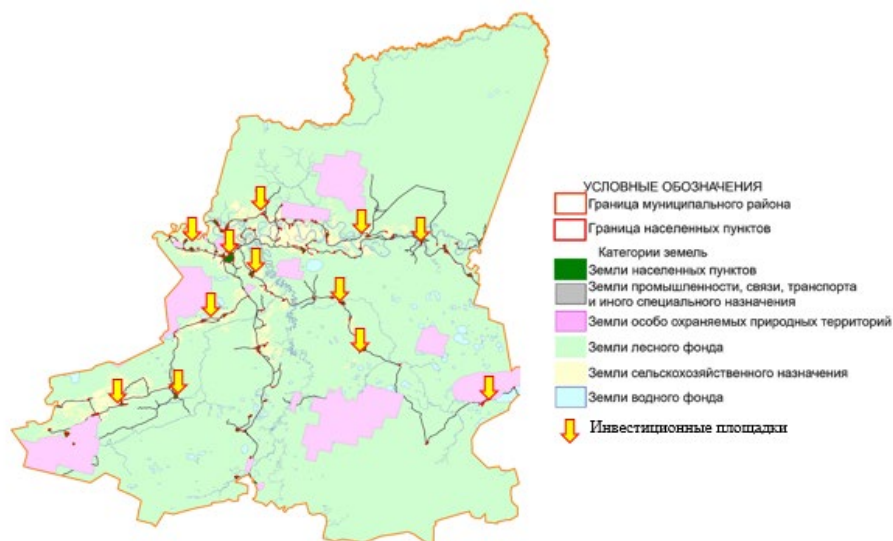 УСЛОВНЫЕ ОБОЗНАЧЕНИЯ
Граница муниципального района
Граница населенных пунктов
Категории земель
Земли населенных пунктов
Земли промышленности, связи, транспорта
и иного специального назначения
Земли особо охраняемых природных территорий
Земли лесного фонда
Земли сельскохозяйственного назначения
Земли водного фонда
Инвестиционные площадки